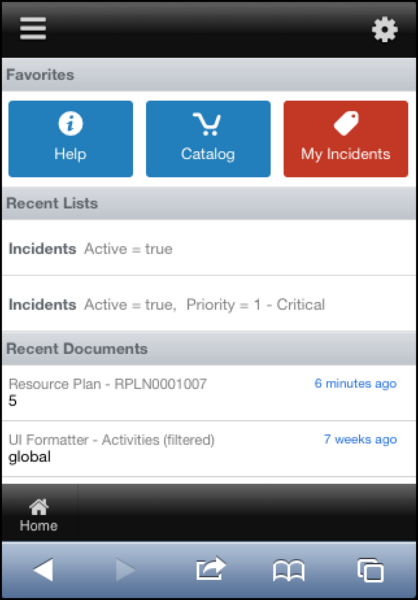 Favorites
Help
Catalog
My Incidents
Recent Lists
Incidents Active = true
Incidents Active = true, Priority = 1 - Critical
Recent Documents
Resource Plan - RPLN0001007 6 minutes ago
5
UI Formatter - Activities (filtered) 7 weeks ago
global
Home